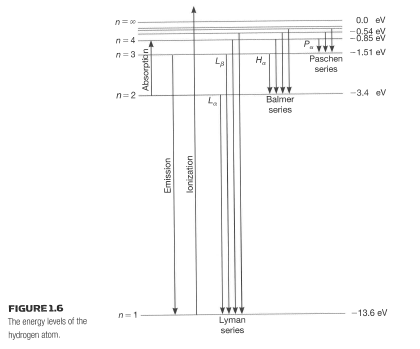 n = ∞
0.0 eV
−0.54 eV
n = 4
−0.85 eV
Pα
n = 3
−1.51 eV
Absorption
Lβ
Hα
Paschen
series
n = 2
−3.4 eV
Lα
Balmer
series
Emission
Ionization
n = 1
−13.6 eV
Lyman
series
FIGURE 1.6
The energy levels of the
hydrogen atom.